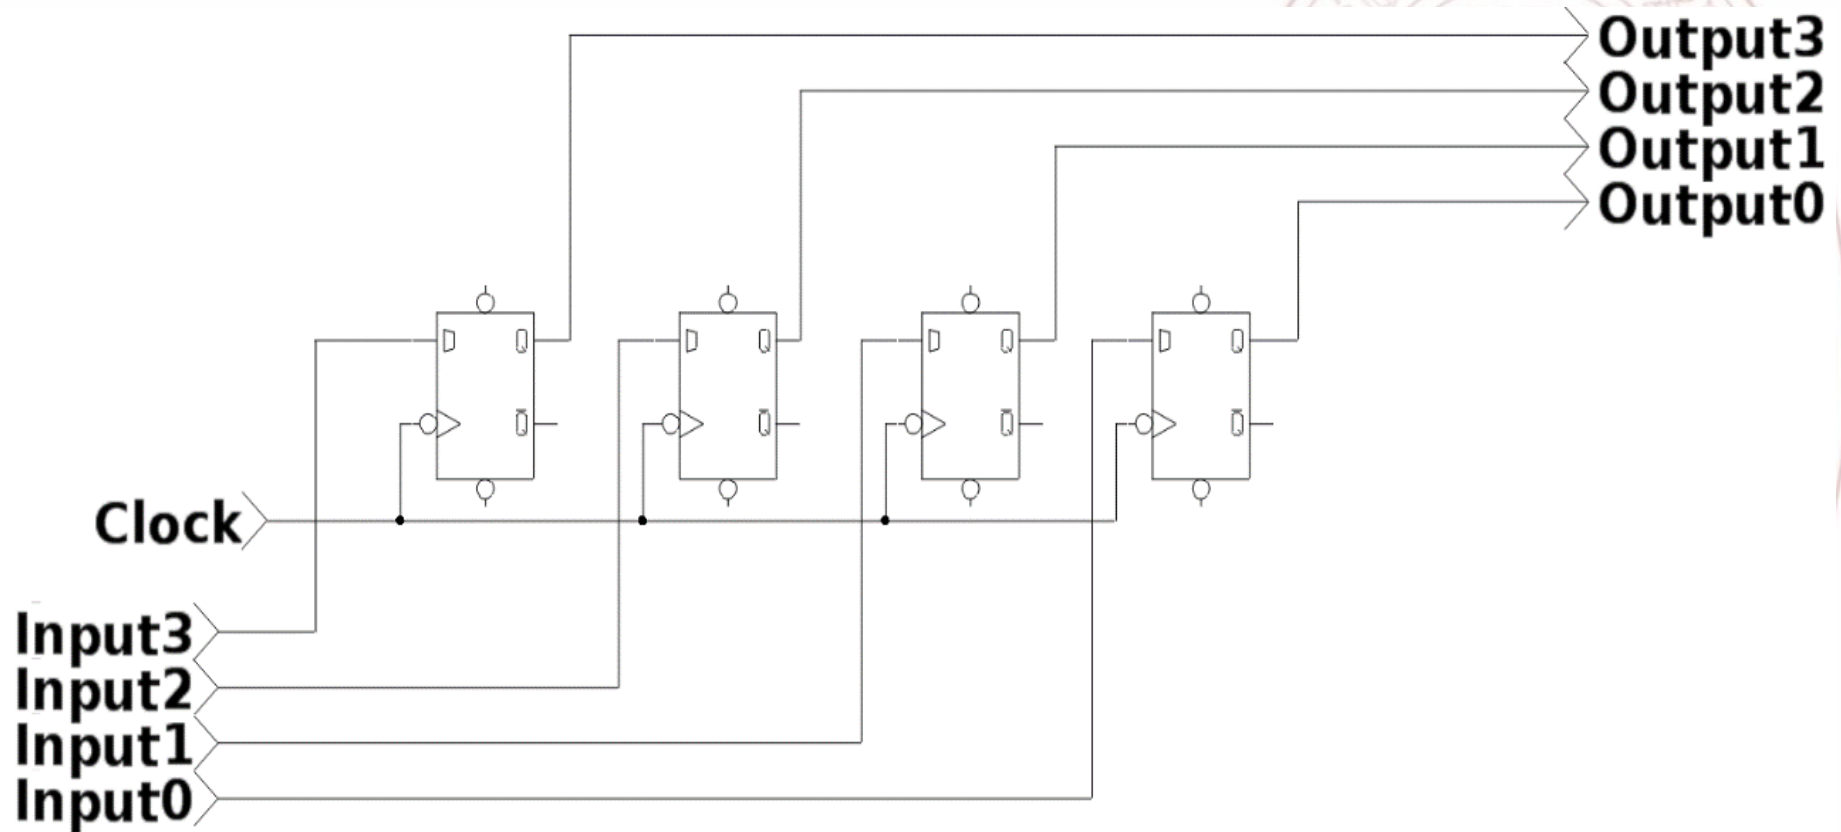 Output3
Output2
Output1
Output0
D Q
D Q
D Q
D Q
Q̅
Q̅
Q̅
Q̅
Clock
Input3
Input2
Input1
Input0